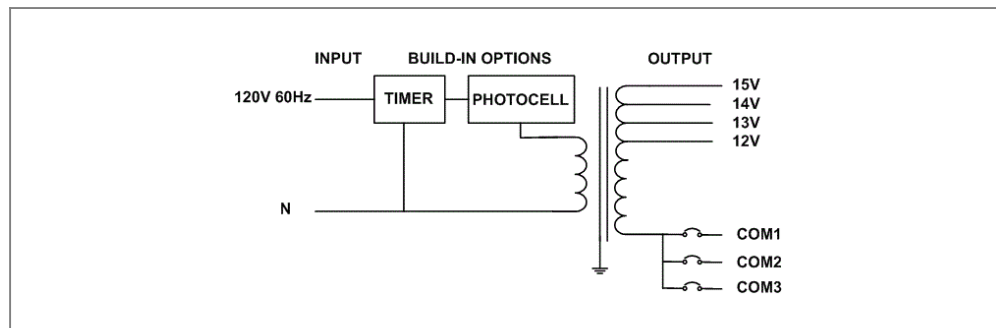 INPUT
BUILD-IN OPTIONS
OUTPUT
120V 60Hz
TIMER
PHOTOCELL
15V
14V
13V
12V
N
COM1
COM2
COM3